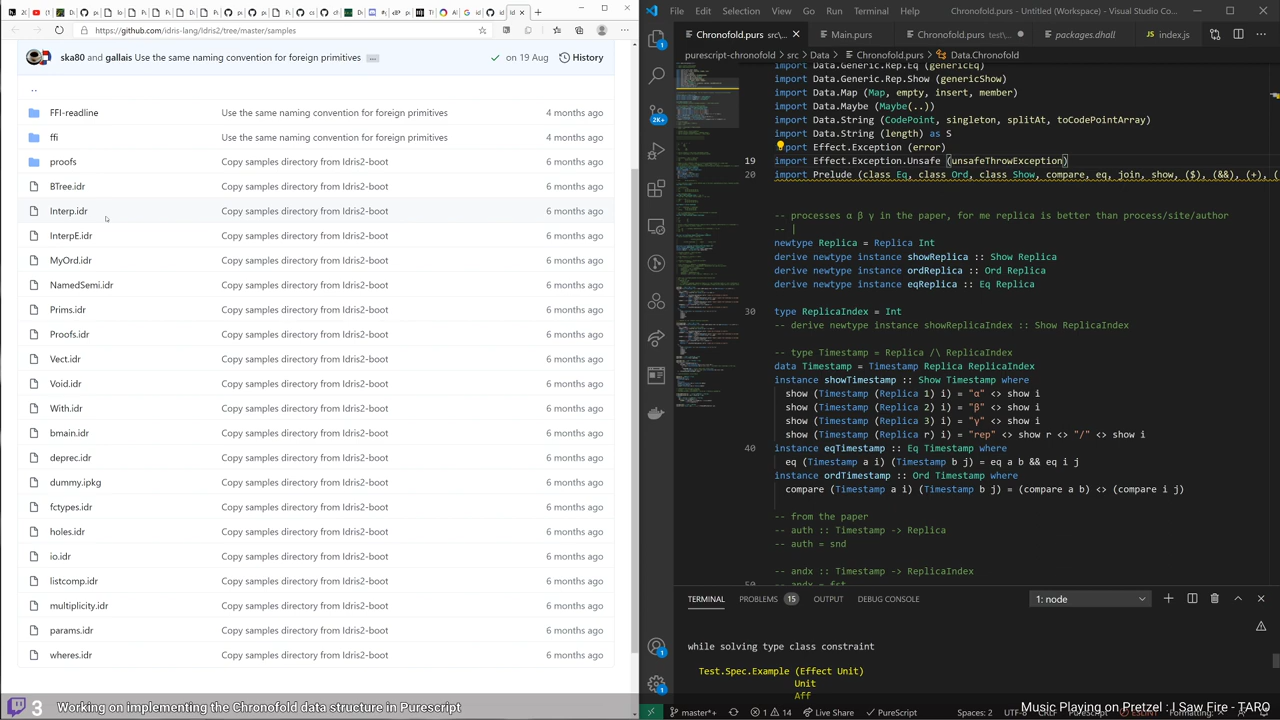 https://github.com/idris-lang/Idris2/tree/master/samples
ska80 and gallais Use the same naming convention for foreign primitives ...
on 19 Aug
History
..
FFI-readline Use the same naming convention for foreign primitives 4 months ago
ffi Use the same naming convention for foreign primitives 4 months ago
proofs Copy samples directory from Idris2-boot 6 months ago
BTree.idr Copy samples directory from Idris2-boot 6 months ago
Interp.idr Copy samples directory from Idris2-boot 6 months ago
InterpE.idr Copy samples directory from Idris2-boot 6 months ago
MyOrd.idr Copy samples directory from Idris2-boot 6 months ago
Copy samples directory from Idris2-boot 6 months ago
Prims.idr Copy samples directory from Idris2-boot 6 months ago
Proofs.idr Copy samples directory from Idris2-boot 6 months ago
Vect.idr Copy samples directory from Idris2-boot 6 months ago
Void.idr Copy samples directory from Idris2-boot 6 months ago
With.idr Copy samples directory from Idris2-boot 6 months ago
bmain.idr Copy samples directory from Idris2-boot 6 months ago
deprec.idr Copy samples directory from Idris2-boot 6 months ago
dummy.ipkg Copy samples directory from Idris2-boot 6 months ago
fctypes.idr Copy samples directory from Idris2-boot 6 months ago
holes.idr Copy samples directory from Idris2-boot 6 months ago
io.idr Copy samples directory from Idris2-boot 6 months ago
listcomp.idr Copy samples directory from Idris2-boot 6 months ago
multiplicity.idr Copy samples directory from Idris2-boot 6 months ago
params.idr Copy samples directory from Idris2-boot 6 months ago
wheres.idr Copy samples directory from Idris2-boot 6 months ago
3 Working on implementing the Chronofold data structure in Purescript
File Edit Selection View Go Run Terminal Help Chronofold.purs - Untitled (Workspace) - Visual Studio Co...
Chronofold.purs src\... Main.purs Chronofold.purs test\... packages.dhall index.js
purescript-chronofold > src > Data > Chronofold.purs > Data.Chronofold
import Data.Generic.Rep.Eq (genericEq)
import Data.Generic.Rep.Show (genericShow)
import Data.Map (Map, empty, insert, member)
import Data.Maybe (Maybe(..))
import Data.String (CodePoint, singleton, splitAt, toCodePointArray)
import Data.String (length) as S
import Effect.Exception (error)
19 import Effect.Exception.Unsafe (unsafeThrowException)
20 import Prelude (class Eq, class Ord, class Show, compare, eq, join, show, ($), (&&), (+), (
-- processes α β γ in the paper, for me replica is better than process/site/author
-- |
newtype Replica = Replica Int
derive newtype instance showReplica :: Show Replica
derive newtype instance ordReplica :: Ord Replica
derive newtype instance eqReplica :: Eq Replica
30 type ReplicaIndex = Int
-- derive newtype instance showReplicaIndex :: Show ReplicaIndex
-- type Timestamp = Replica /\ ReplicaIndex
data Timestamp = Timestamp Replica ReplicaIndex
instance showTimestamp :: Show Timestamp where
show (Timestamp (Replica 1) i) = "α" <> show i
show (Timestamp (Replica 2) i) = "β" <> show i
show (Timestamp (Replica 3) i) = "γ" <> show i
show (Timestamp (Replica r) i) = "rep" <> show r <> "/" <> show i
40 instance eqTimestamp :: Eq Timestamp where
eq (Timestamp a i) (Timestamp b j) = eq a b && eq i j
instance ordTimestamp :: Ord Timestamp where
compare (Timestamp a i) (Timestamp b j) = (compare a b) <> (compare i j)
-- from the paper
-- auth :: Timestamp -> Replica
-- auth = snd
-- andx :: Timestamp -> ReplicaIndex
50 -- andx = fst
TERMINAL PROBLEMS 15 OUTPUT DEBUG CONSOLE 1: node
while solving type class constraint
Test.Spec.Example (Effect Unit)
Unit
Aff
master*+ 1 14 Live Share PureScript Spaces: 2
Music Playing on Pretzel : I Saw Fire - TARO